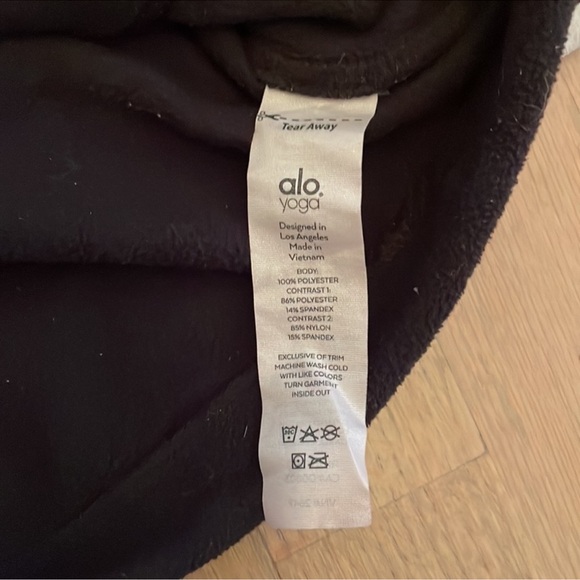 Tear Away
alo.
yoga
Designed in
Los Angeles
Made in
Vietnam
BODY:
100% POLYESTER
CONTRAST 1:
86% POLYESTER
14% SPANDEX
CONTRAST 2:
85% NYLON
15% SPANDEX
EXCLUSIVE OF TRIM
MACHINE WASH COLD
WITH LIKE COLORS
TURN GARMENT
INSIDE OUT